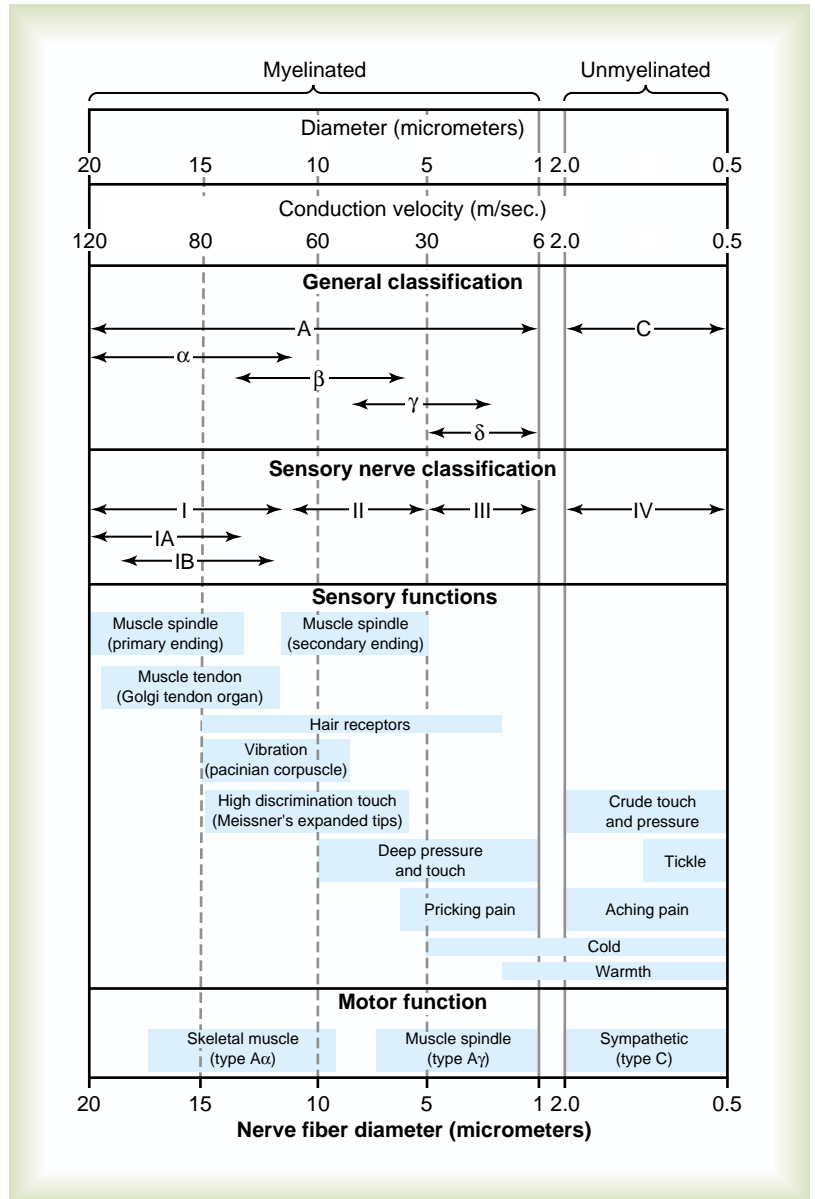 Myelinated Unmyelinated
Diameter (micrometers)
20 15 10 5 1 2.0 0.5
Conduction velocity (m/sec.)
120 80 60 30 6 2.0 0.5
General classification
A C
α
β
γ
δ
Sensory nerve classification
I II III IV
IA
IB
Sensory functions
Muscle spindle Muscle spindle
(primary ending) (secondary ending)
Muscle tendon
(Golgi tendon organ)
Hair receptors
Vibration
(pacinian corpuscle)
High discrimination touch Crude touch
(Meissner's expanded tips) and pressure
Deep pressure
and touch
Tickle
Pricking pain Aching pain
Cold
Warmth
Motor function
Skeletal muscle Muscle spindle Sympathetic
(type Aα) (type Aγ) (type C)
20 15 10 5 1 2.0 0.5
Nerve fiber diameter (micrometers)